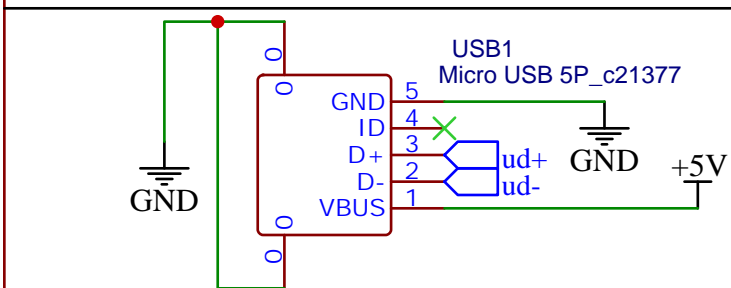 USB1
Micro USB 5P_c21377
0
0
GND 5
ID 4
D+ 3
D- 2
VBUS 1
0
0
ud+
ud-
GND
GND
+5V